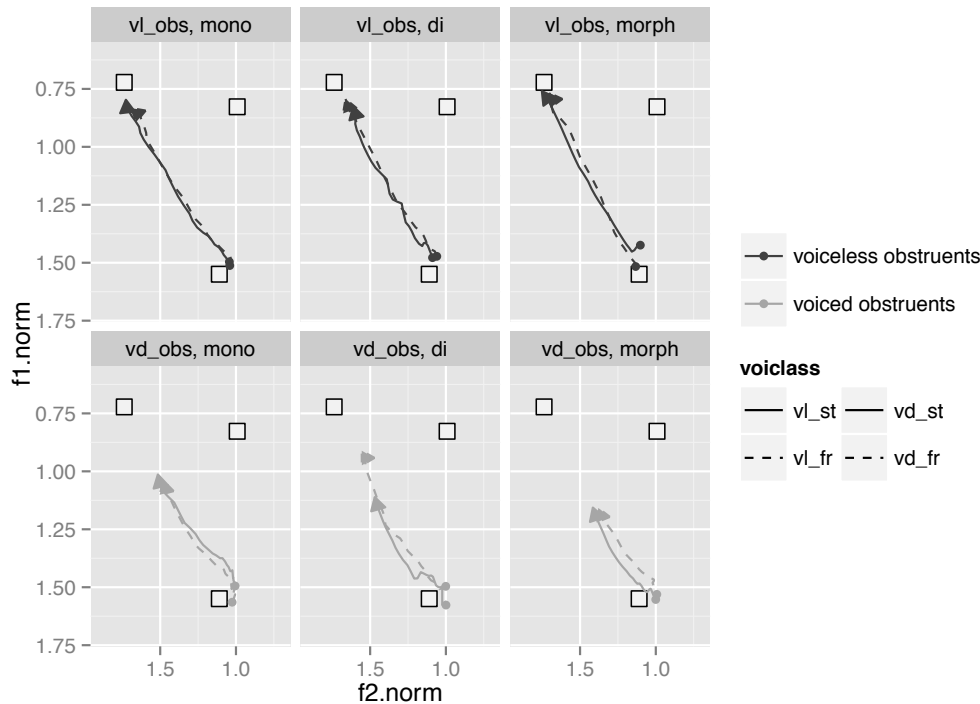 vl_obs, mono
vl_obs, di
vl_obs, morph
0.75
1.00
1.25
1.50
1.75
vd_obs, mono
vd_obs, di
vd_obs, morph
0.75
1.00
1.25
1.50
1.75
f1.norm
1.5 1.0
1.5 1.0
1.5 1.0
f2.norm
voiceless obstruents
voiced obstruents
voiclass
vl_st vd_st
vl_fr vd_fr